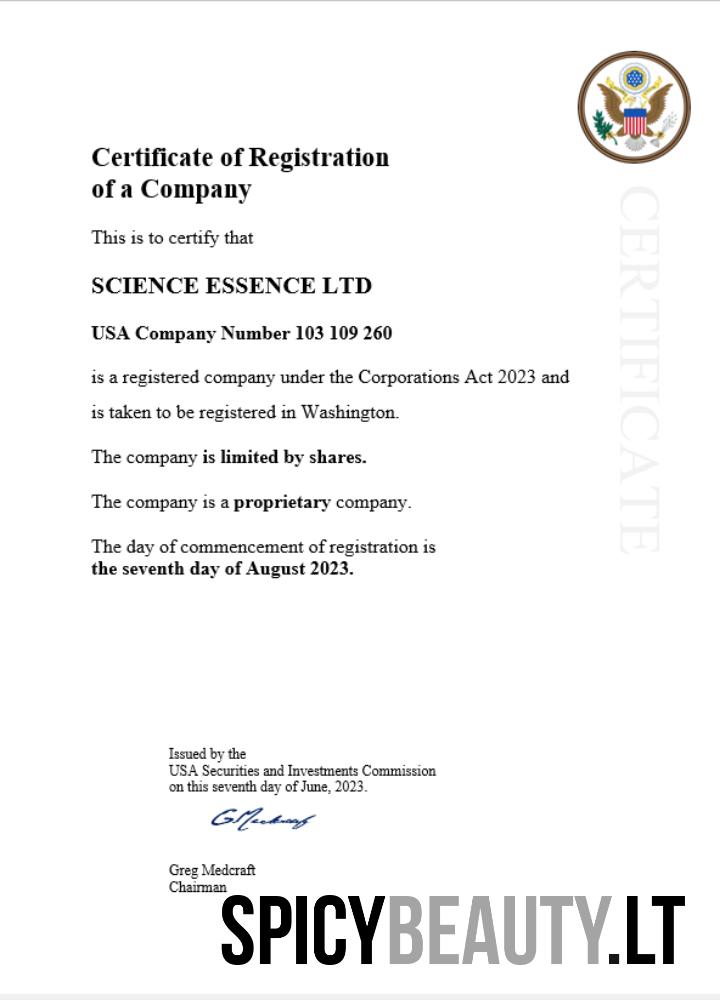 Certificate of Registration
of a Company
This is to certify that
SCIENCE ESSENCE LTD
USA Company Number 103 109 260
is a registered company under the Corporations Act 2023 and
is taken to be registered in Washington.
The company is limited by shares.
The company is a proprietary company.
The day of commencement of registration is
the seventh day of August 2023.
CERTIFICATE
Issued by the
USA Securities and Investments Commission
on this seventh day of June, 2023.
GMedcraft
Greg Medcraft
Chairman
SPICYBEAUTY.LT